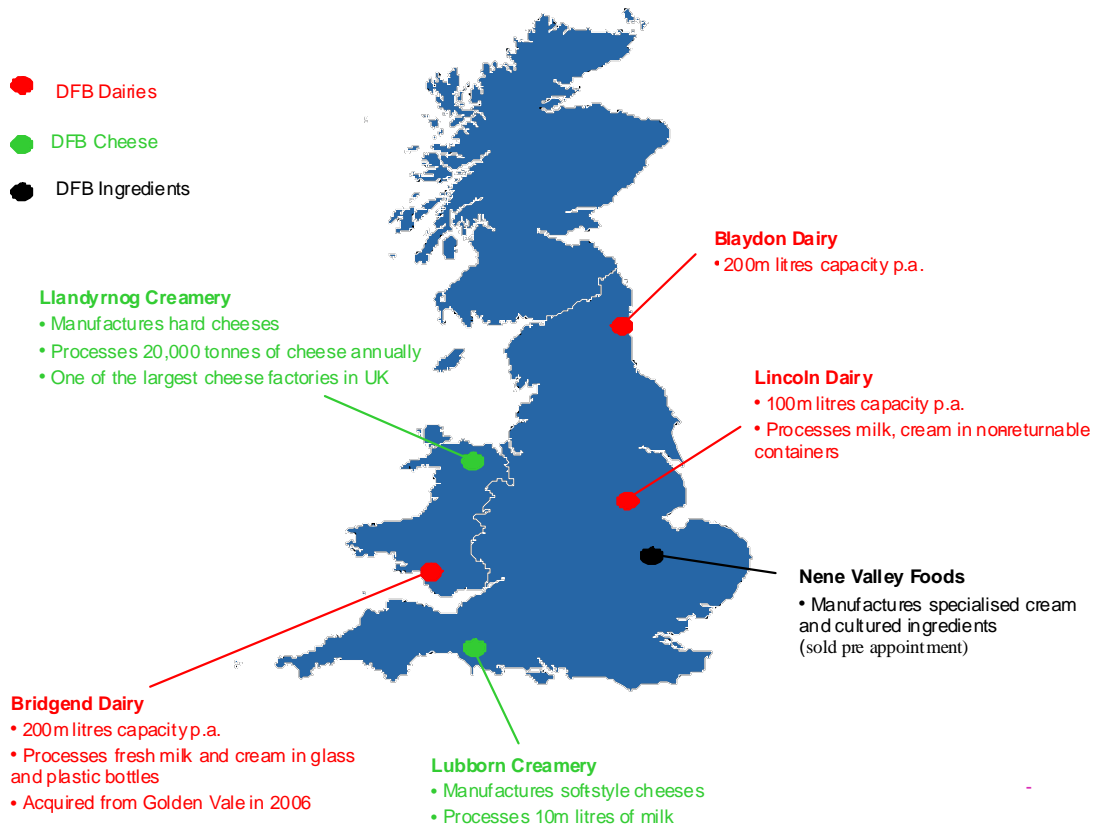 DFB Dairies
DFB Cheese
DFB Ingredients
Blaydon Dairy
• 200m litres capacity p.a.
Llandyrnog Creamery
• Manufactures hard cheeses
• Processes 20,000 tonnes of cheese annually
• One of the largest cheese factories in UK
Lincoln Dairy
• 100m litres capacity p.a.
• Processes milk, cream in non-returnable
containers
Nene Valley Foods
• Manufactures specialised cream
and cultured ingredients
(sold pre appointment)
Bridgend Dairy
• 200m litres capacity p.a.
• Processes fresh milk and cream in glass
and plastic bottles
• Acquired from Golden Vale in 2006
Lubborn Creamery
• Manufactures softstyle cheeses
• Processes 10m litres of milk
-